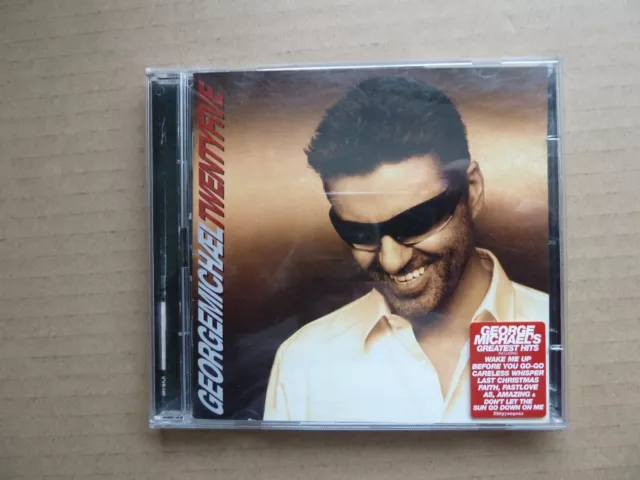 GEORGEMICHAELTWENTYFIVE
GEORGE
MICHAEL'S
GREATEST HITS
INCLUDING
WAKE ME UP
BEFORE YOU GO-GO
CARELESS WHISPER
LAST CHRISTMAS
FAITH, FASTLOVE
AS, AMAZING &
DON'T LET THE
SUN GO DOWN ON ME